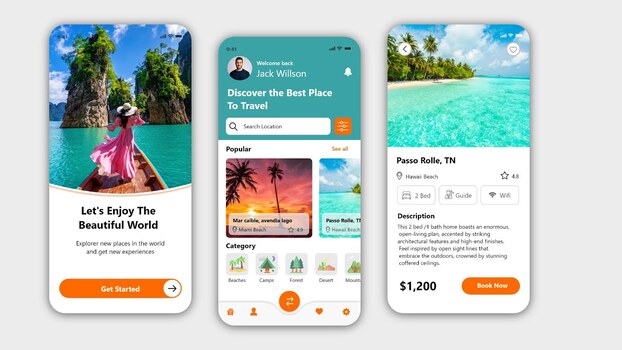 Let's Enjoy The
Beautiful World
Explorer new places in the world
and get new experiences
Get Started
9:41
Welcome back
Jack Willson
Discover the Best Place
To Travel
Search Location
Popular
See all
Mar calble, avendia lago
Miami Beach
4.9
Passo Rolle, TN
Hawaii Beach
Category
Beaches
Camps
Forest
Desert
Mount
Passo Rolle, TN
Hawaii Beach
4.8
2 Bed
Guide
Wifi
Description
This 2 bed /1 bath home boasts an enormous,
open-living plan, accented by striking
architectural features and high-end finishes.
Feel inspired by open sight lines that
embrace the outdoors, crowned by stunning
coffered ceilings.
$1,200
Book Now